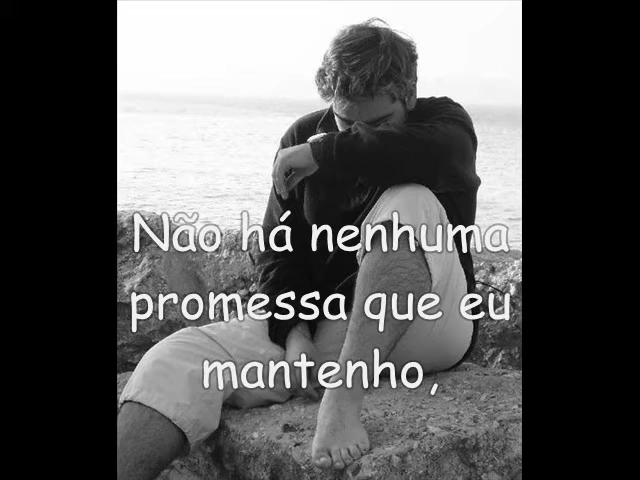 Não há nenhuma
promessa que eu
mantenho,